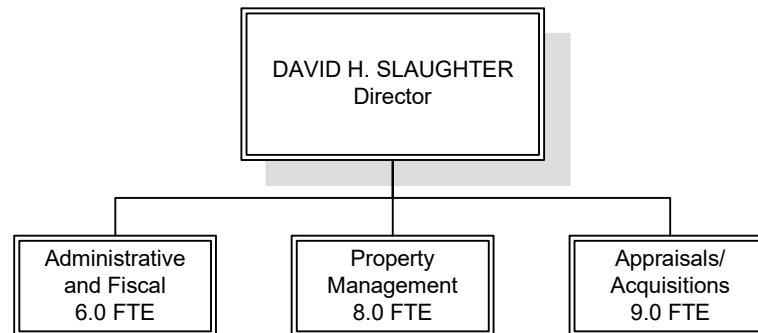 DAVID H. SLAUGHTER
Director
Administrative
and Fiscal
6.0 FTE
Property
Management
8.0 FTE
Appraisals/
Acquisitions
9.0 FTE